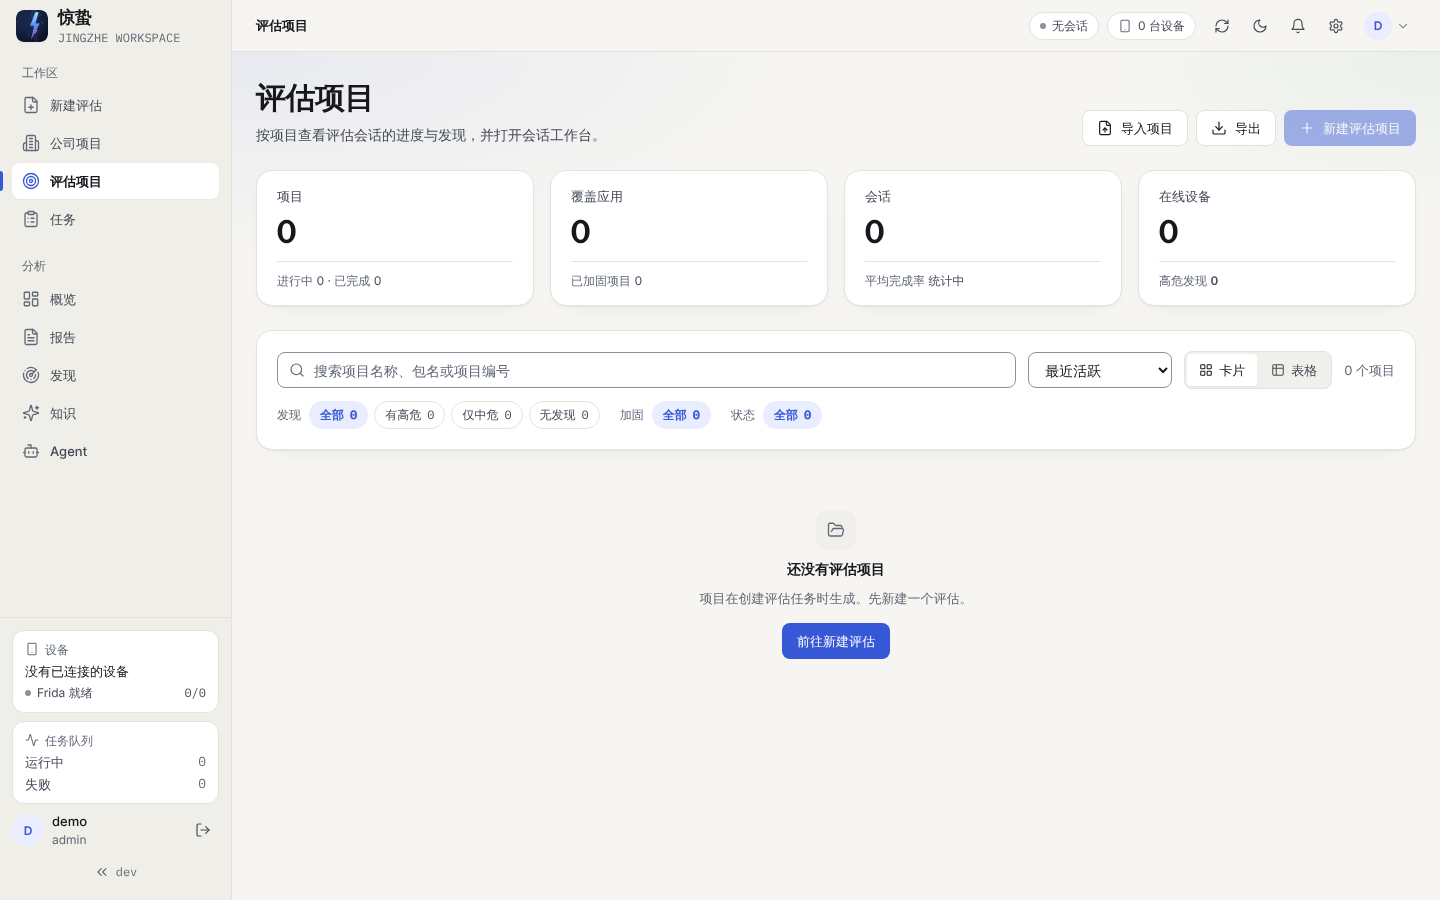 惊蛰
JINGZHE WORKSPACE
工作区
新建评估
公司项目
评估项目
任务
分析
概览
报告
发现
知识
Agent
设备
没有已连接的设备
Frida 就绪 0/0
任务队列
运行中 0
失败 0
D
demo
admin
dev
评估项目
无会话
0 台设备
D
评估项目
按项目查看评估会话的进度与发现，并打开会话工作台。
导入项目
导出
新建评估项目
项目
0
进行中 0 · 已完成 0
覆盖应用
0
已加固项目 0
会话
0
平均完成率 统计中
在线设备
0
高危发现 0
搜索项目名称、包名或项目编号
最近活跃
卡片
表格
0 个项目
发现 全部 0 有高危 0 仅中危 0 无发现 0 加固 全部 0 状态 全部 0
还没有评估项目
项目在创建评估任务时生成。先新建一个评估。
前往新建评估